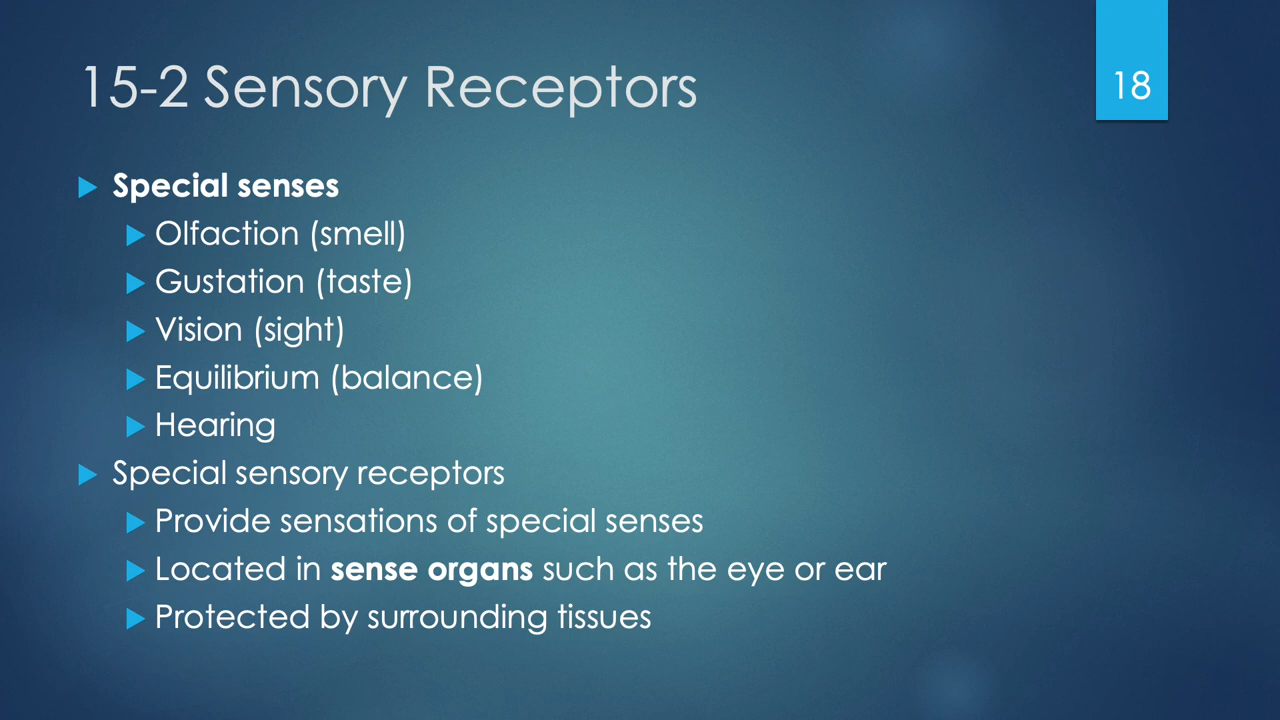 15-2 Sensory Receptors
18
Special senses
Olfaction (smell)
Gustation (taste)
Vision (sight)
Equilibrium (balance)
Hearing
Special sensory receptors
Provide sensations of special senses
Located in sense organs such as the eye or ear
Protected by surrounding tissues